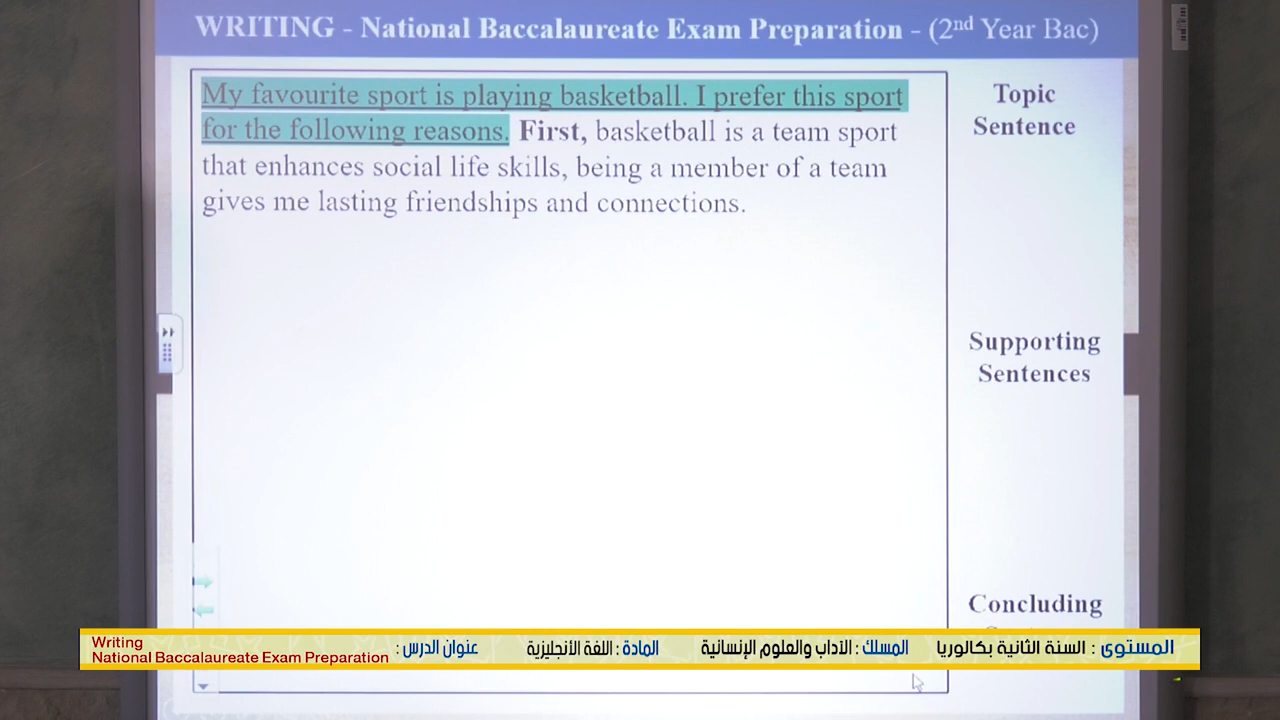 WRITING - National Baccalaureate Exam Preparation - (2nd Year Bac)
My favourite sport is playing basketball. I prefer this sport
for the following reasons. First, basketball is a team sport
that enhances social life skills, being a member of a team
gives me lasting friendships and connections.
Topic
Sentence
Supporting
Sentences
Concluding
المستوى : السنة الثانية بكالوريا
المسلك : الآداب والعلوم الإنسانية
المادة : اللغة الأنجليزية
عنوان الدرس :
Writing
National Baccalaureate Exam Preparation